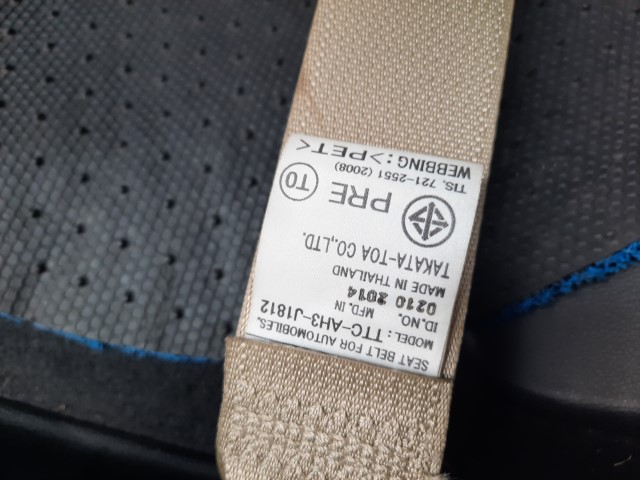 SEAT BELT FOR AUTOMOBILES.
MODEL : TTC-AH3-J1812
ID.NO. MFD. IN
0210 2014
MADE IN THAILAND
TAKATA-TOA CO.,LTD.
PRE TO
TIS. 721-2551 (2008)
WEBBING : >PET<